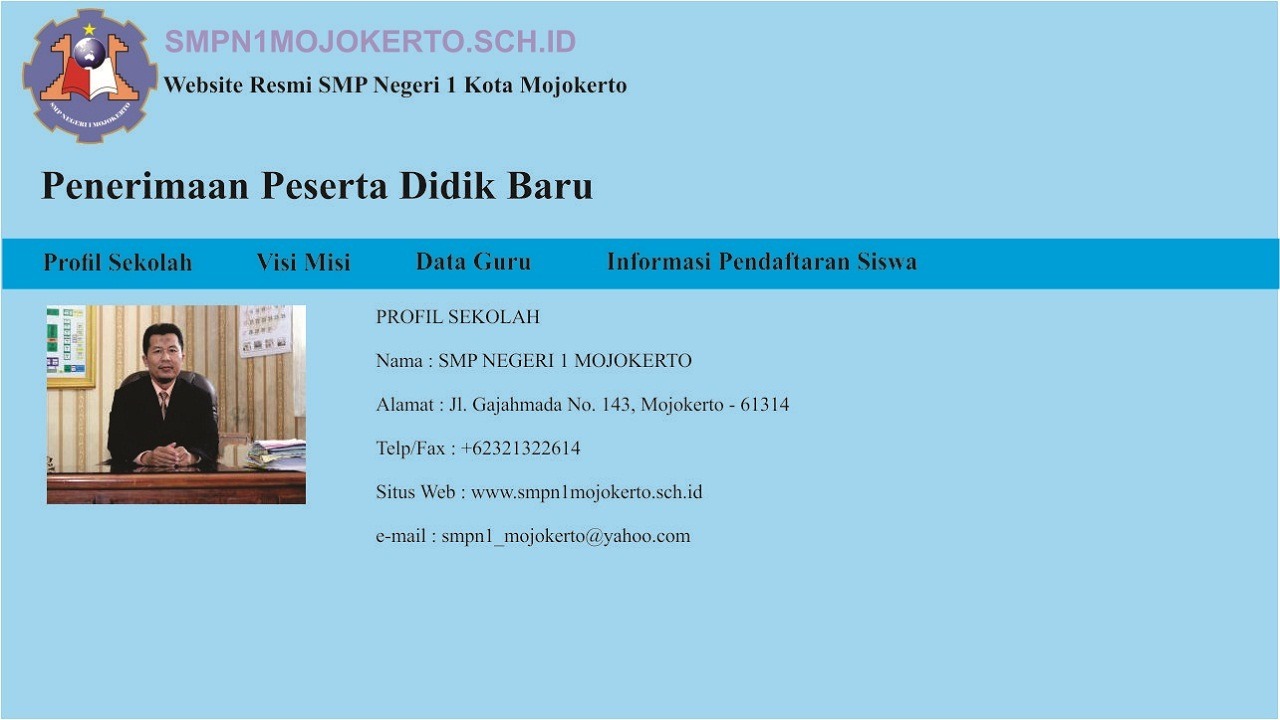 SMPN1MOJOKERTO.SCH.ID
Website Resmi SMP Negeri 1 Kota Mojokerto
SMP NEGERI 1 MOJOKERTO
Penerimaan Peserta Didik Baru
Profil Sekolah Visi Misi Data Guru Informasi Pendaftaran Siswa
PROFIL SEKOLAH
Nama : SMP NEGERI 1 MOJOKERTO
Alamat : Jl. Gajahmada No. 143, Mojokerto - 61314
Telp/Fax : +62321322614
Situs Web : www.smpn1mojokerto.sch.id
e-mail : smpn1_mojokerto@yahoo.com